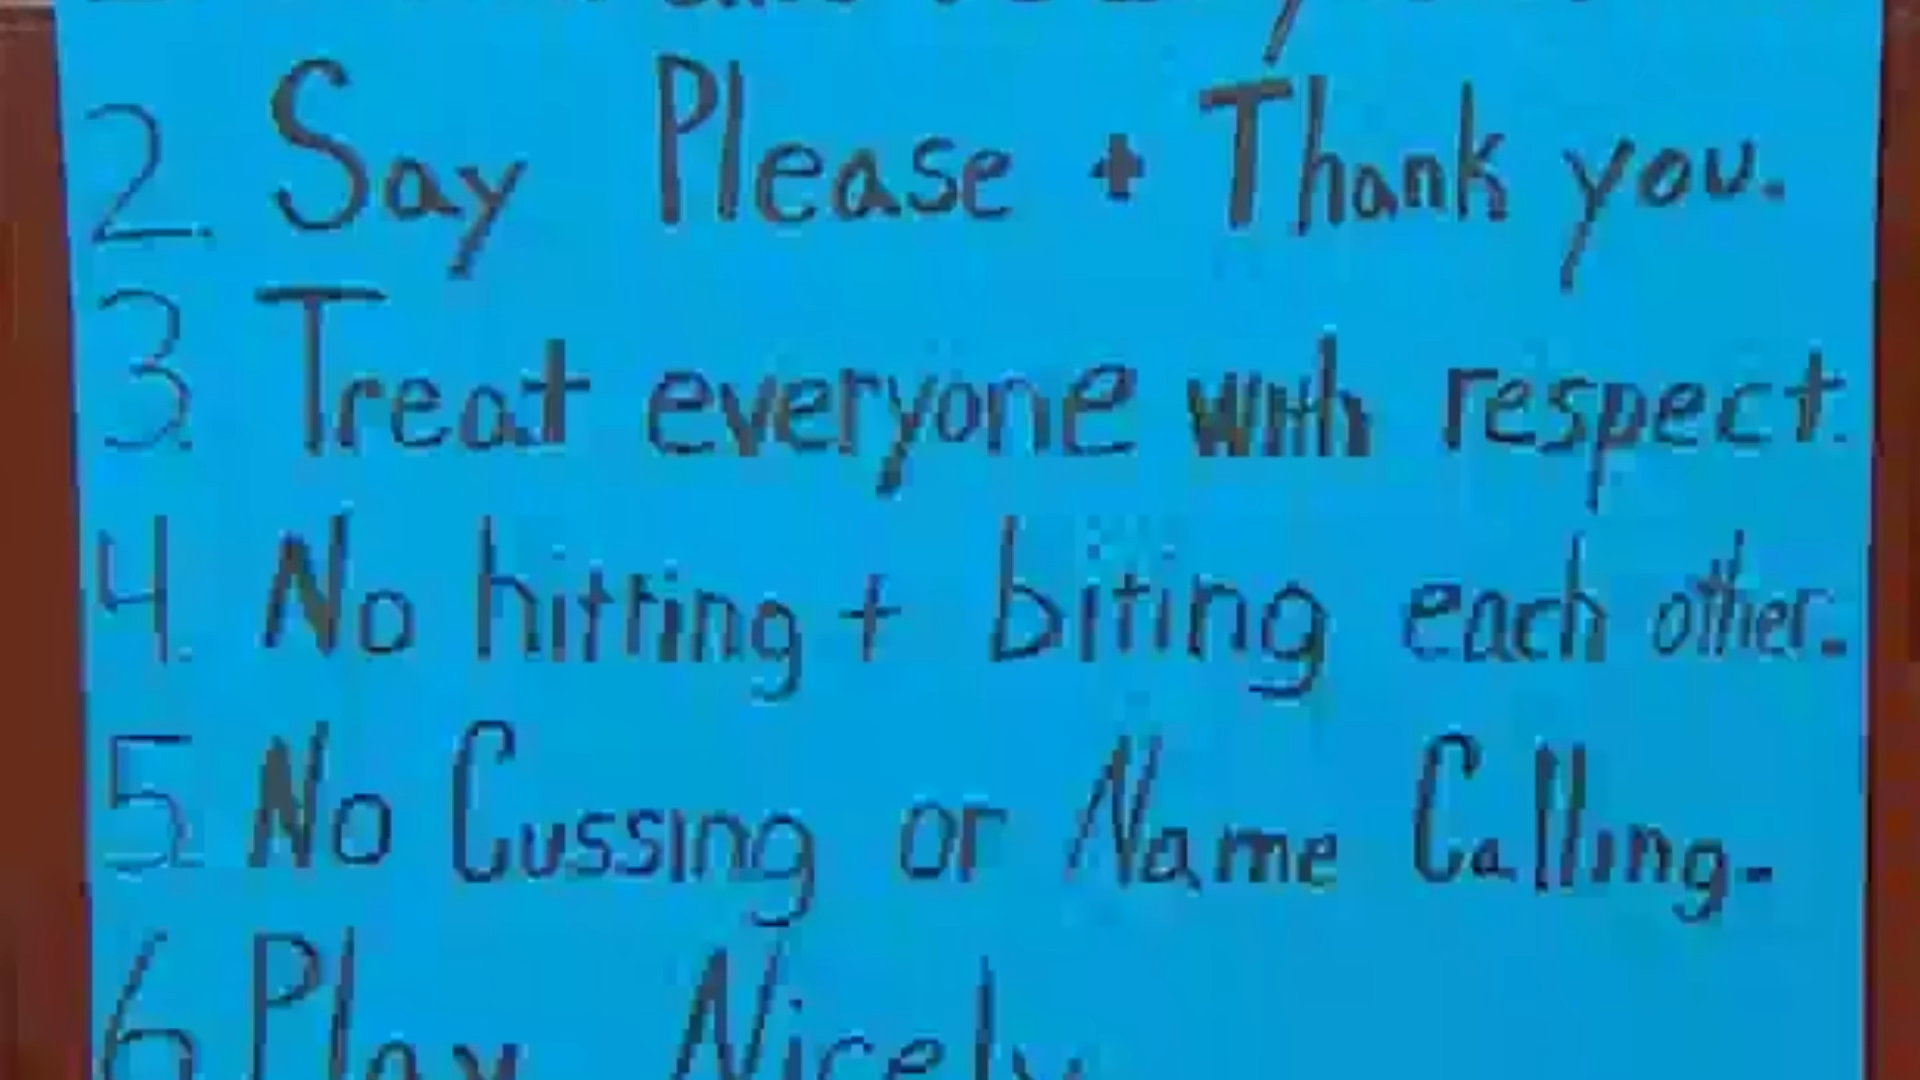 2. Say Please + Thank you.
3. Treat everyone with respect.
4. No hitting + biting each other.
5. No Cussing or Name Calling.
6 Play Nicely